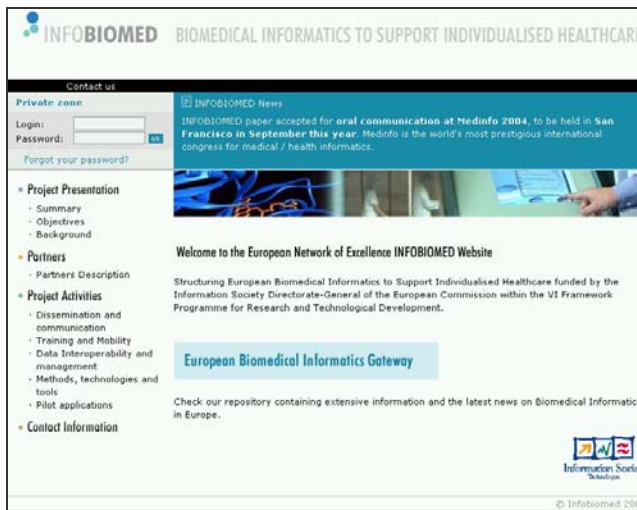 INFOBIOMED BIOMEDICAL INFORMATICS TO SUPPORT INDIVIDUALISED HEALTHCARE
Contact us
Private zone
Login:
Password: ok
Forgot your password?
INFOBIOMED News
INFOBIOMED paper accepted for oral communication at Medinfo 2004, to be held in San
Francisco in September this year. Medinfo is the world's most prestigious international
congress for medical / health informatics.
Project Presentation
· Summary
· Objectives
· Background
Partners
· Partners Description
Project Activities
· Dissemination and
communication
· Training and Mobility
· Data Interoperability and
management
· Methods, technologies and
tools
· Pilot applications
Contact Information
Welcome to the European Network of Excellence INFOBIOMED Website
Structuring European Biomedical Informatics to Support Individualised Healthcare funded by the
Information Society Directorate-General of the European Commission within the VI Framework
Programme for Research and Technological Development.
European Biomedical Informatics Gateway
Check our repository containing extensive information and the latest news on Biomedical Informatic
in Europe.
Information Socie
Technologies
© Infobiomed 200